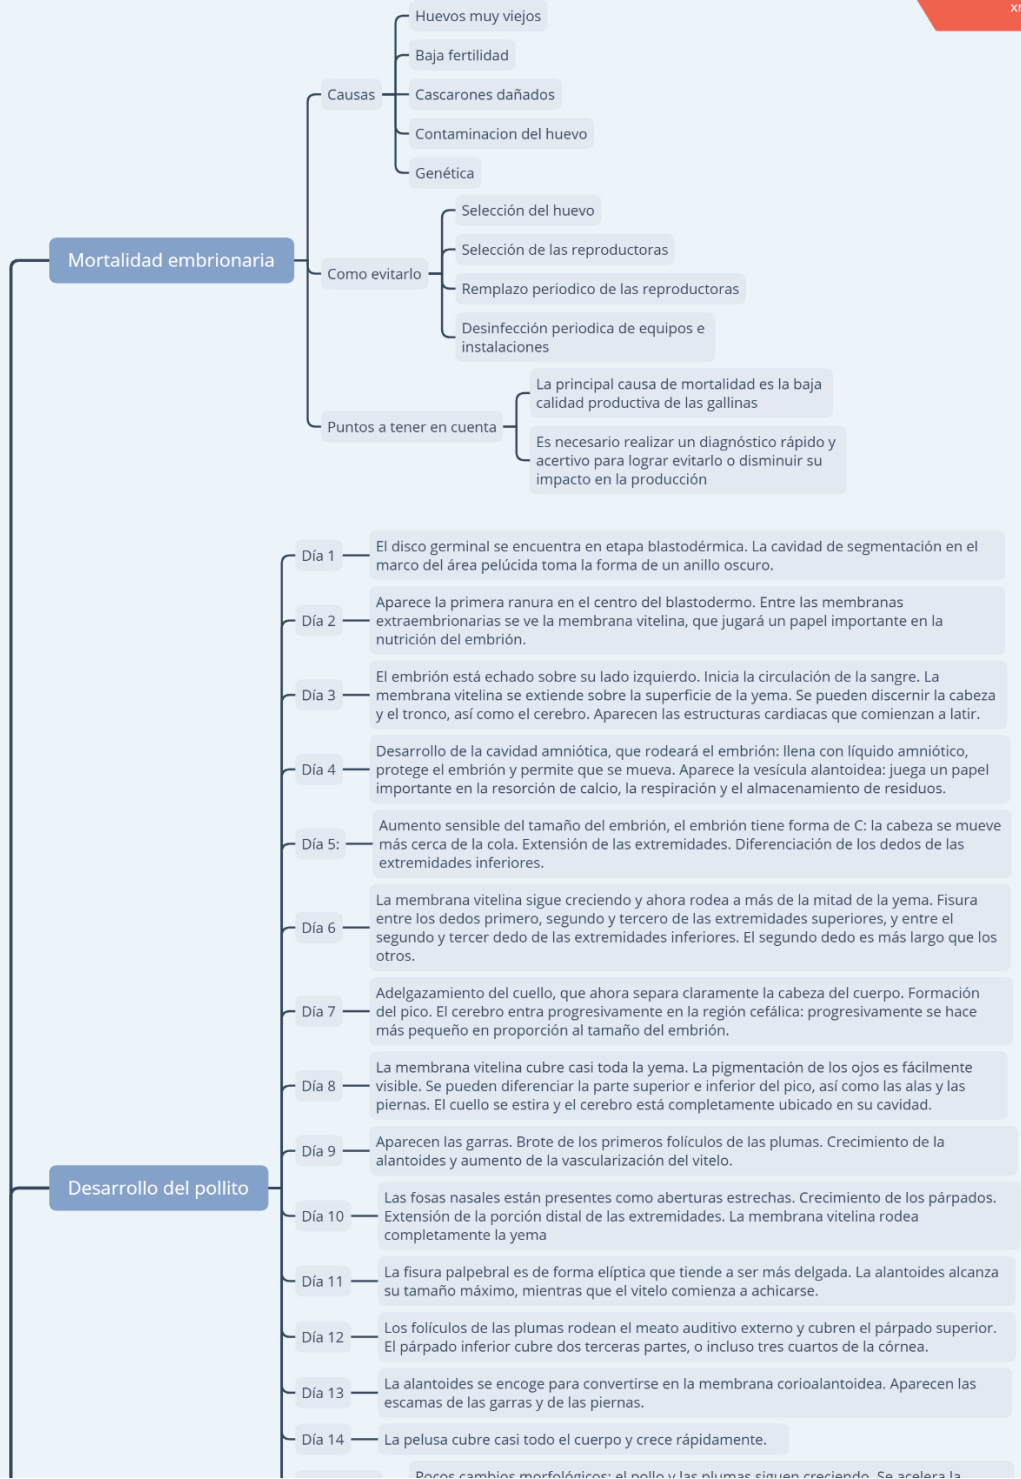 Huevos muy viejos
Baja fertilidad
Causas
Cascarones dañados
Contaminacion del huevo
Genética
Mortalidad embrionaria
Selección del huevo
Selección de las reproductoras
Como evitarlo
Remplazo periodico de las reproductoras
Desinfección periodica de equipos e
instalaciones
Puntos a tener en cuenta
La principal causa de mortalidad es la baja
calidad productiva de las gallinas
Es necesario realizar un diagnóstico rápido y
acertivo para lograr evitarlo o disminuir su
impacto en la producción
Desarrollo del pollito
Día 1
El disco germinal se encuentra en etapa blastodérmica. La cavidad de segmentación en el
marco del área pelúcida toma la forma de un anillo oscuro.
Día 2
Aparece la primera ranura en el centro del blastodermo. Entre las membranas
extraembrionarias se ve la membrana vitelina, que jugará un papel importante en la
nutrición del embrión.
Día 3
El embrión está echado sobre su lado izquierdo. Inicia la circulación de la sangre. La
membrana vitelina se extiende sobre la superficie de la yema. Se pueden discernir la cabeza
y el tronco, así como el cerebro. Aparecen las estructuras cardiacas que comienzan a latir.
Día 4
Desarrollo de la cavidad amniótica, que rodeará el embrión: llena con líquido amniótico,
protege el embrión y permite que se mueva. Aparece la vesícula alantoidea: juega un papel
importante en la resorción de calcio, la respiración y el almacenamiento de residuos.
Día 5:
Aumento sensible del tamaño del embrión, el embrión tiene forma de C: la cabeza se mueve
más cerca de la cola. Extensión de las extremidades. Diferenciación de los dedos de las
extremidades inferiores.
Día 6
La membrana vitelina sigue creciendo y ahora rodea a más de la mitad de la yema. Fisura
entre los dedos primero, segundo y tercero de las extremidades superiores, y entre el
segundo y tercer dedo de las extremidades inferiores. El segundo dedo es más largo que los
otros.
Día 7
Adelgazamiento del cuello, que ahora separa claramente la cabeza del cuerpo. Formación
del pico. El cerebro entra progresivamente en la región cefálica: progresivamente se hace
más pequeño en proporción al tamaño del embrión.
Día 8
La membrana vitelina cubre casi toda la yema. La pigmentación de los ojos es fácilmente
visible. Se pueden diferenciar la parte superior e inferior del pico, así como las alas y las
piernas. El cuello se estira y el cerebro está completamente ubicado en su cavidad.
Día 9
Aparecen las garras. Brote de los primeros folículos de las plumas. Crecimiento de la
alantoides y aumento de la vascularización del vitelo.
Día 10
Las fosas nasales están presentes como aberturas estrechas. Crecimiento de los párpados.
Extensión de la porción distal de las extremidades. La membrana vitelina rodea
completamente la yema
Día 11
La fisura palpebral es de forma elíptica que tiende a ser más delgada. La alantoides alcanza
su tamaño máximo, mientras que el vitelo comienza a achicarse.
Día 12
Los folículos de las plumas rodean el meato auditivo externo y cubren el párpado superior.
El párpado inferior cubre dos terceras partes, o incluso tres cuartos de la córnea.
Día 13
La alantoides se encoge para convertirse en la membrana corioalantoidea. Aparecen las
escamas de las garras y de las piernas.
Día 14
La pelusa cubre casi todo el cuerpo y crece rápidamente.
Pocos cambios morfológicos: el pollo y las plumas siguen creciendo. Se acelera la